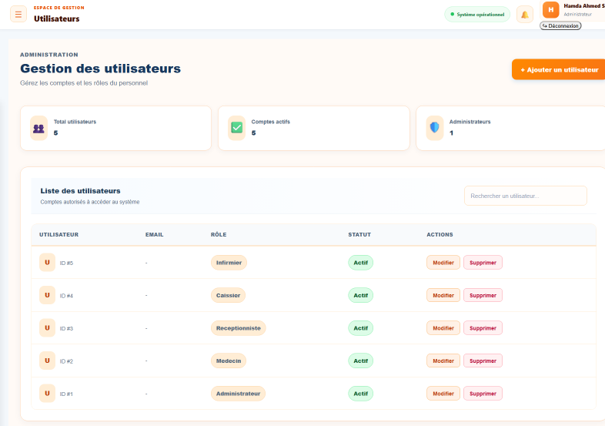 ESPACE DE GESTION
Utilisateurs
Système opérationnel
H
Hamda Ahmed S
Administrateur
Déconnexion
ADMINISTRATION
Gestion des utilisateurs
Gérez les comptes et les rôles du personnel
+ Ajouter un utilisateur
Total utilisateurs
5
Comptes actifs
5
Administrateurs
1
Liste des utilisateurs
Comptes autorisés à accéder au système
Rechercher un utilisateur...
UTILISATEUR EMAIL RÔLE STATUT ACTIONS
U ID #5 - Infirmier Actif Modifier Supprimer
U ID #4 - Caissier Actif Modifier Supprimer
U ID #3 - Receptionniste Actif Modifier Supprimer
U ID #2 - Medecin Actif Modifier Supprimer
U ID #1 - Administrateur Actif Modifier Supprimer